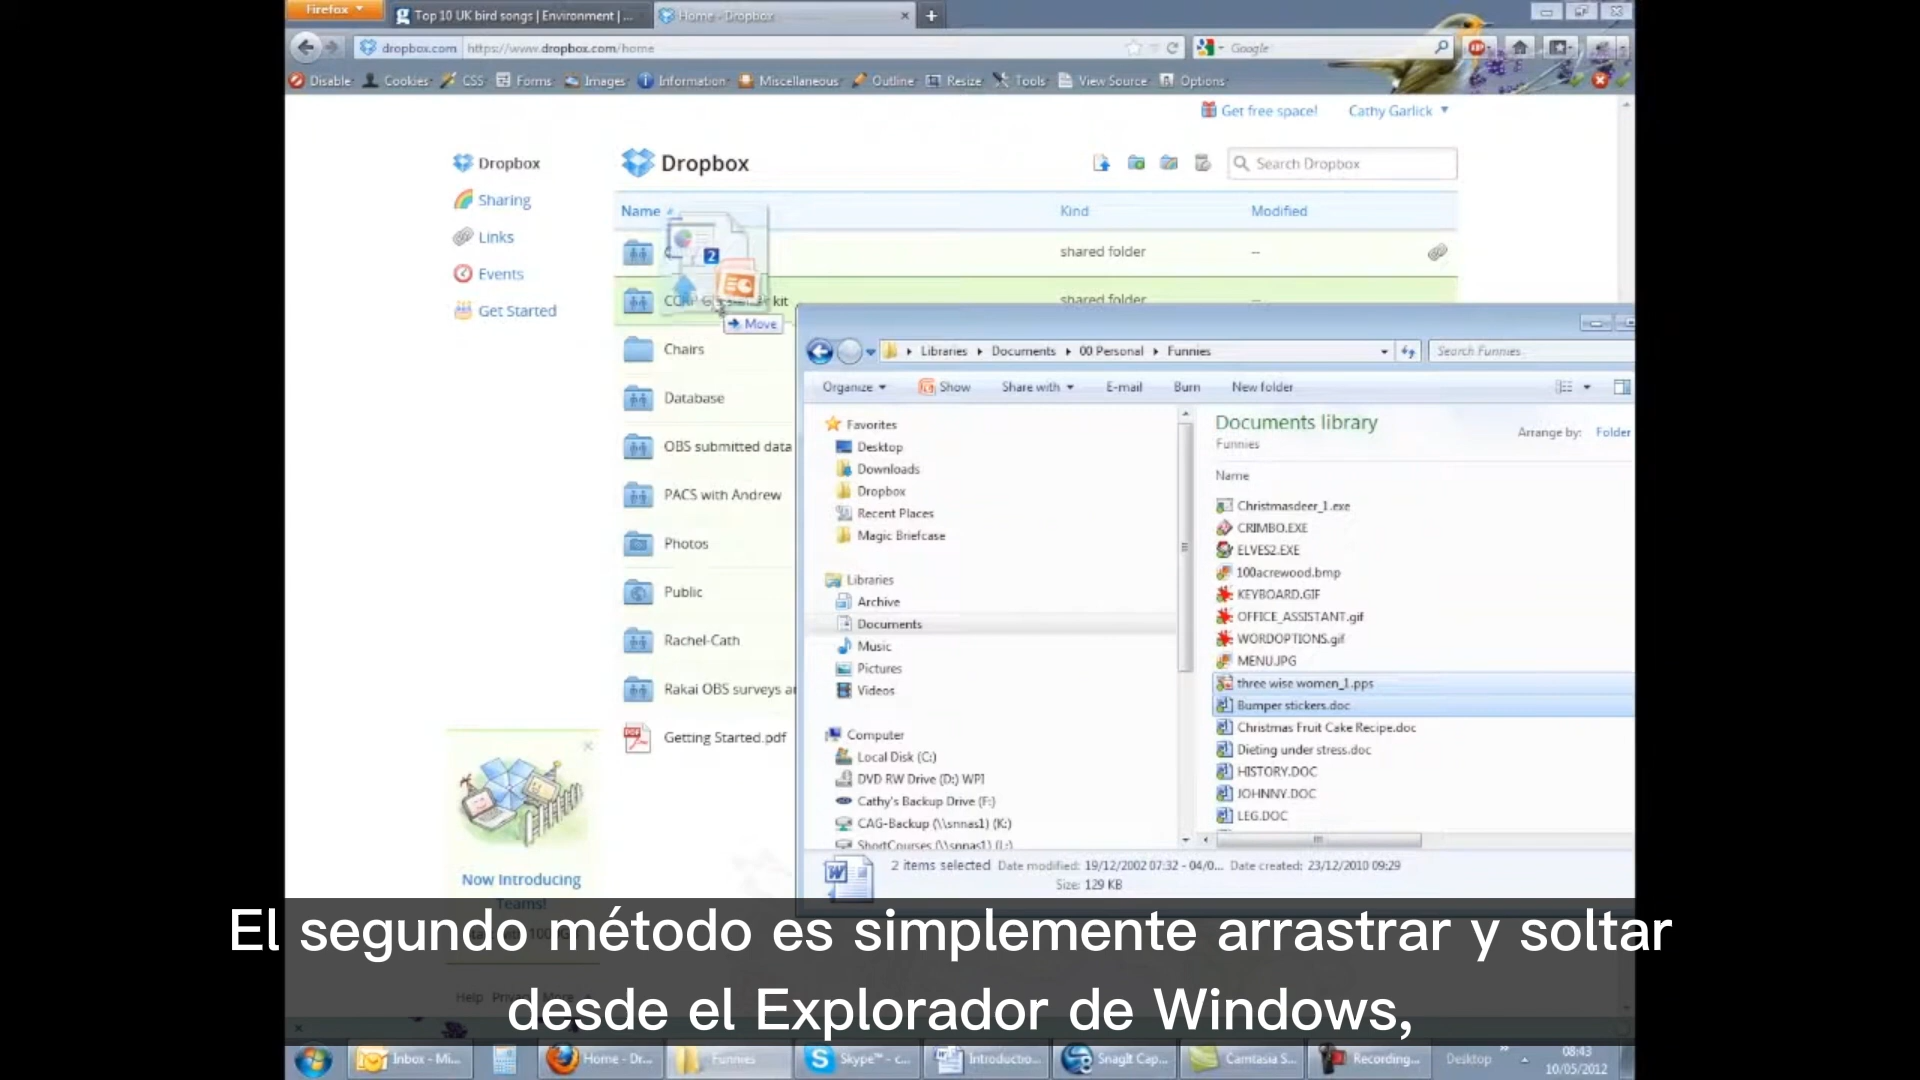 Firefox
Top 10 UK bird songs | Environment | ...
Home - Dropbox
dropbox.com
https://www.dropbox.com/home
Google
Disable
Cookies
CSS
Forms
Images
Information
Miscellaneous
Outline
Resize
Tools
View Source
Options
Get free space!
Cathy Garlick
Dropbox
Sharing
Links
Events
Get Started
Dropbox
Search Dropbox
Name
Kind
Modified
shared folder
--
2
kit
shared folder
--
Move
Chairs
Database
OBS submitted data
PACS with Andrew
Photos
Public
Rachel-Cath
Rakai OBS surveys a
Getting Started.pdf
Now Introducing
Teams!
Libraries
Documents
00 Personal
Funnies
Search Funnies
Organize
Show
Share with
E-mail
Burn
New folder
Favorites
Desktop
Downloads
Dropbox
Recent Places
Magic Briefcase
Libraries
Archive
Documents
Music
Pictures
Videos
Computer
Local Disk (C:)
DVD RW Drive (D:) WPI
Cathy's Backup Drive (F:)
CAG-Backup (\\snnas1) (K:)
ShortCourses (\\snnas1) (L:)
Documents library
Funnies
Arrange by:
Folder
Name
Christmasdeer_1.exe
CRIMBO.EXE
ELVES2.EXE
100acrewood.bmp
KEYBOARD.GIF
OFFICE_ASSISTANT.gif
WORDOPTIONS.gif
MENU.JPG
three wise women_1.pps
Bumper stickers.doc
Christmas Fruit Cake Recipe.doc
Dieting under stress.doc
HISTORY.DOC
JOHNNY.DOC
LEG.DOC
2 items selected
Date modified: 19/12/2002 07:32 - 04/0...
Date created: 23/12/2010 09:29
Size: 129 KB
El segundo método es simplemente arrastrar y soltar
desde el Explorador de Windows,
Help
Inbox - Mi...
Home - Dr...
Funnies
Skype™ - c...
Introductio...
SnagIt Cap...
Camtasia S...
Recording...
Desktop
08:43
10/05/2012